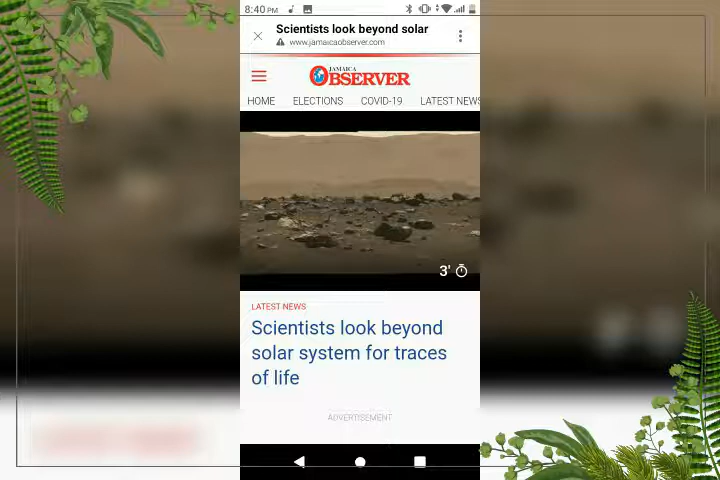 8:40 PM
Scientists look beyond solar
www.jamaicaobserver.com
JAMAICA
OBSERVER
HOME ELECTIONS COVID-19 LATEST NEWS
3'
LATEST NEWS
Scientists look beyond
solar system for traces
of life
ADVERTISEMENT